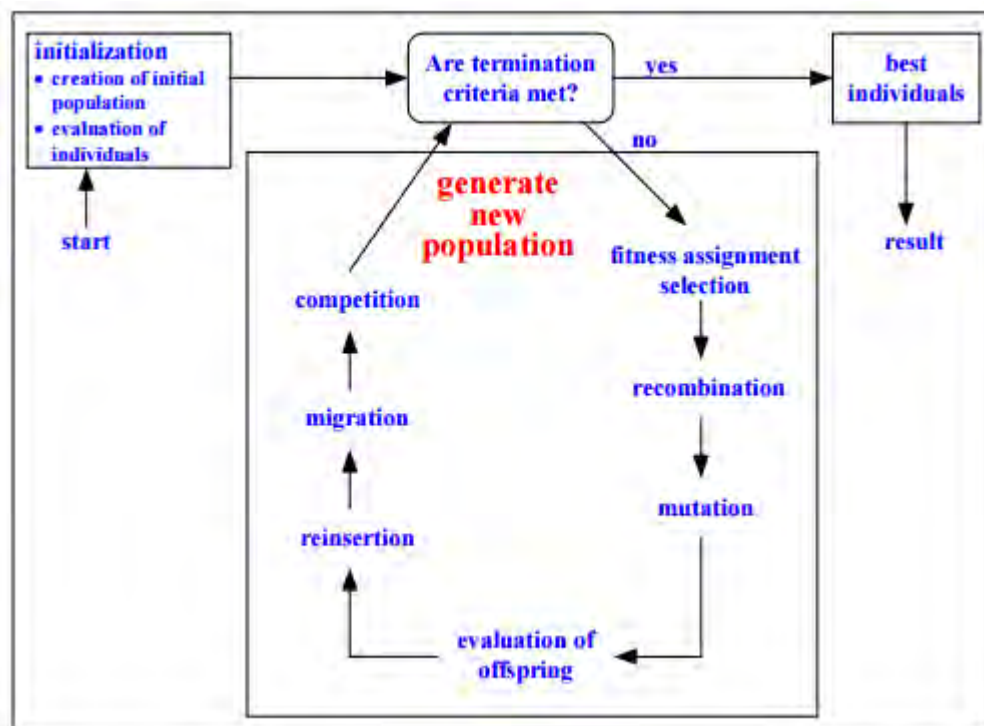 initialization
• creation of initial
population
• evaluation of
individuals
start
Are termination
criteria met?
yes
best
individuals
result
no
generate
new
population
fitness assignment
selection
recombination
mutation
evaluation of
offspring
reinsertion
migration
competition